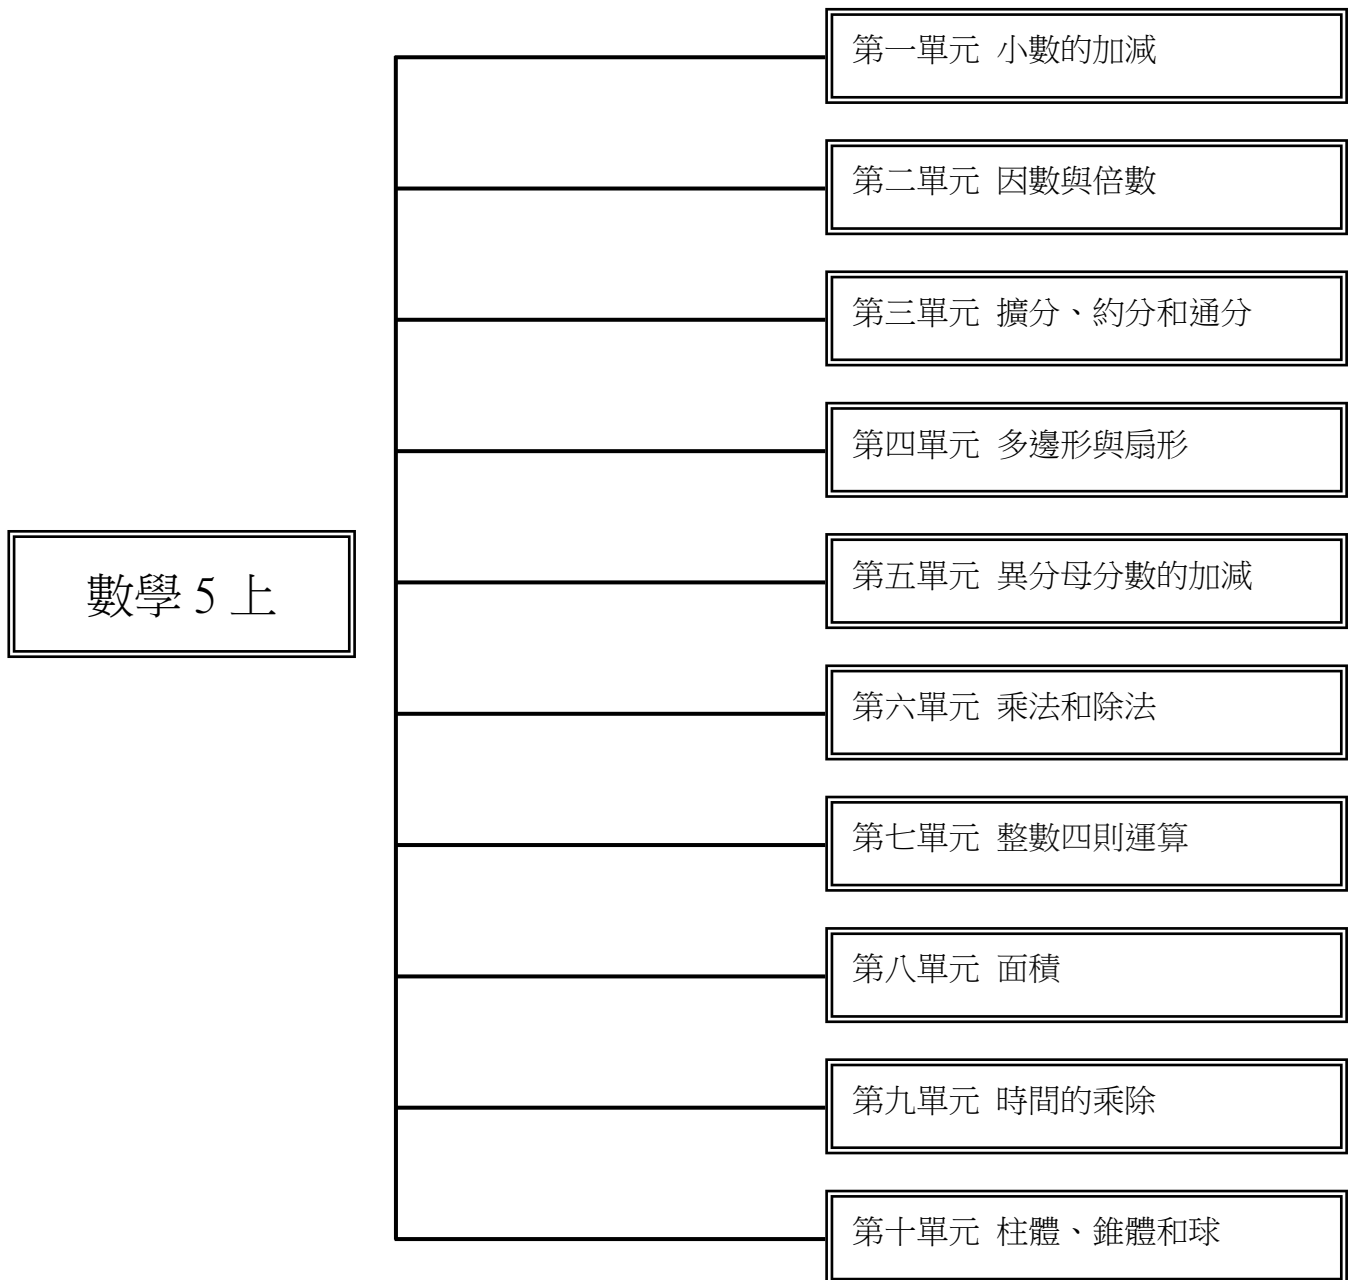 第一單元 小數的加減
第二單元 因數與倍數
第三單元 擴分、約分和通分
第四單元 多邊形與扇形
數學 5 上
第五單元 異分母分數的加減
第六單元 乘法和除法
第七單元 整數四則運算
第八單元 面積
第九單元 時間的乘除
第十單元 柱體、錐體和球